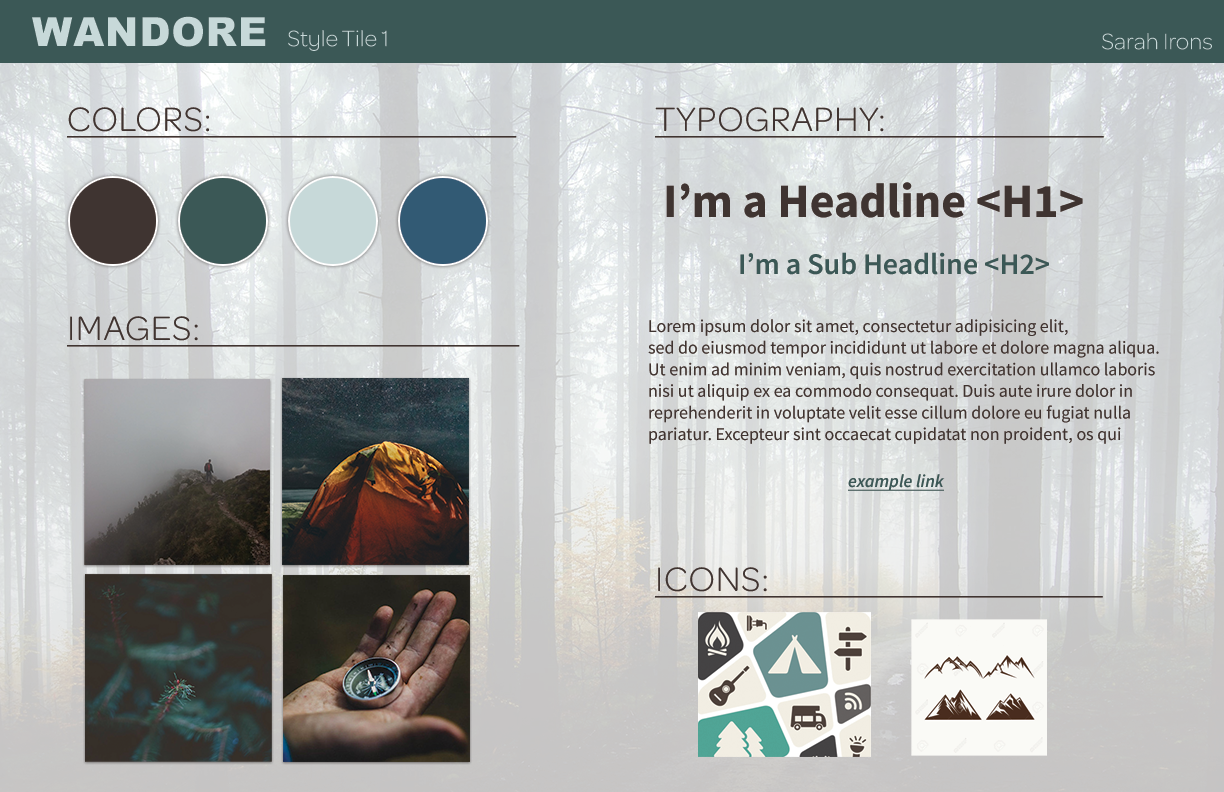 WANDORE Style Tile 1 Sarah Irons
COLORS:
IMAGES:
TYPOGRAPHY:
I'm a Headline <H1>
I'm a Sub Headline <H2>
Lorem ipsum dolor sit amet, consectetur adipisicing elit,
sed do eiusmod tempor incididunt ut labore et dolore magna aliqua.
Ut enim ad minim veniam, quis nostrud exercitation ullamco laboris
nisi ut aliquip ex ea commodo consequat. Duis aute irure dolor in
reprehenderit in voluptate velit esse cillum dolore eu fugiat nulla
pariatur. Excepteur sint occaecat cupidatat non proident, os qui
example link
ICONS: